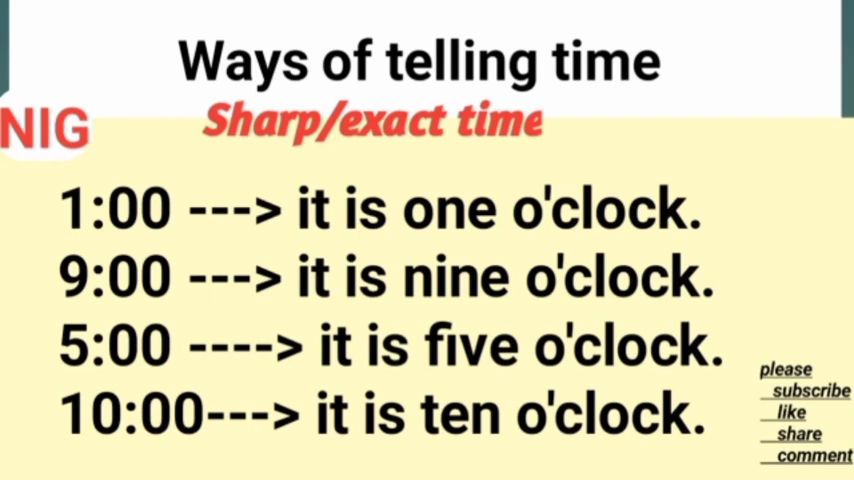 Ways of telling time
NIG
Sharp/exact time
1:00 ---> it is one o'clock.
9:00 ---> it is nine o'clock.
5:00 ----> it is five o'clock.
10:00---> it is ten o'clock.
please
subscribe
like
share
comment